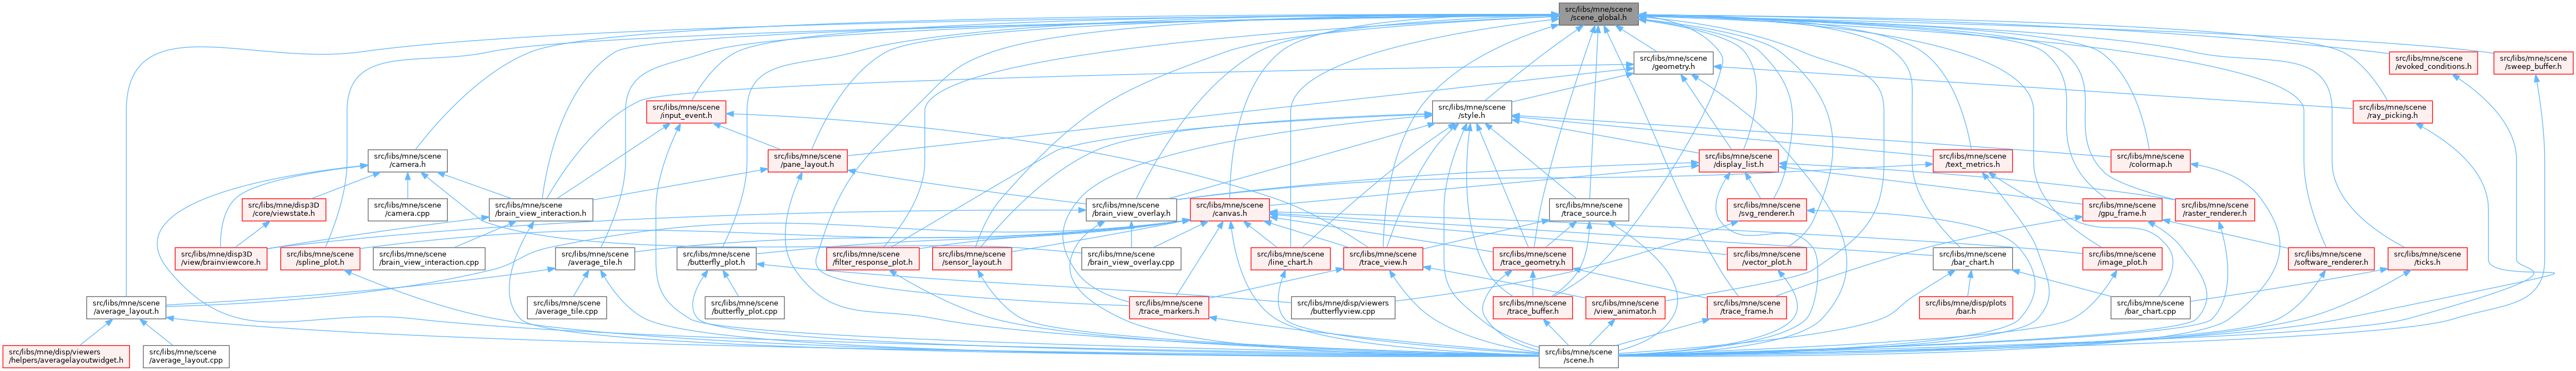 src/libs/mne/scene
/scene_global.h
src/libs/mne/scene
/geometry.h
src/libs/mne/scene
/evoked_conditions.h
src/libs/mne/scene
/sweep_buffer.h
src/libs/mne/scene
/input_event.h
src/libs/mne/scene
/style.h
src/libs/mne/scene
/ray_picking.h
src/libs/mne/scene
/camera.h
src/libs/mne/scene
/pane_layout.h
src/libs/mne/scene
/display_list.h
src/libs/mne/scene
/text_metrics.h
src/libs/mne/scene
/colormap.h
src/libs/mne/disp3D
/core/viewstate.h
src/libs/mne/scene
/camera.cpp
src/libs/mne/scene
/brain_view_interaction.h
src/libs/mne/scene
/brain_view_overlay.h
src/libs/mne/scene
/canvas.h
src/libs/mne/scene
/trace_source.h
src/libs/mne/scene
/svg_renderer.h
src/libs/mne/scene
/gpu_frame.h
src/libs/mne/scene
/raster_renderer.h
src/libs/mne/disp3D
/view/brainviewcore.h
src/libs/mne/scene
/spline_plot.h
src/libs/mne/scene
/brain_view_interaction.cpp
src/libs/mne/scene
/average_tile.h
src/libs/mne/scene
/butterfly_plot.h
src/libs/mne/scene
/filter_response_plot.h
src/libs/mne/scene
/sensor_layout.h
src/libs/mne/scene
/brain_view_overlay.cpp
src/libs/mne/scene
/line_chart.h
src/libs/mne/scene
/trace_view.h
src/libs/mne/scene
/trace_geometry.h
src/libs/mne/scene
/vector_plot.h
src/libs/mne/scene
/bar_chart.h
src/libs/mne/scene
/image_plot.h
src/libs/mne/scene
/software_renderer.h
src/libs/mne/scene
/ticks.h
src/libs/mne/scene
/average_layout.h
src/libs/mne/scene
/average_tile.cpp
src/libs/mne/scene
/butterfly_plot.cpp
src/libs/mne/scene
/trace_markers.h
src/libs/mne/disp/viewers
/butterflyview.cpp
src/libs/mne/scene
/trace_buffer.h
src/libs/mne/scene
/view_animator.h
src/libs/mne/scene
/trace_frame.h
src/libs/mne/disp/plots
/bar.h
src/libs/mne/scene
/bar_chart.cpp
src/libs/mne/disp/viewers
/helpers/averagelayoutwidget.h
src/libs/mne/scene
/average_layout.cpp
src/libs/mne/scene
/scene.h